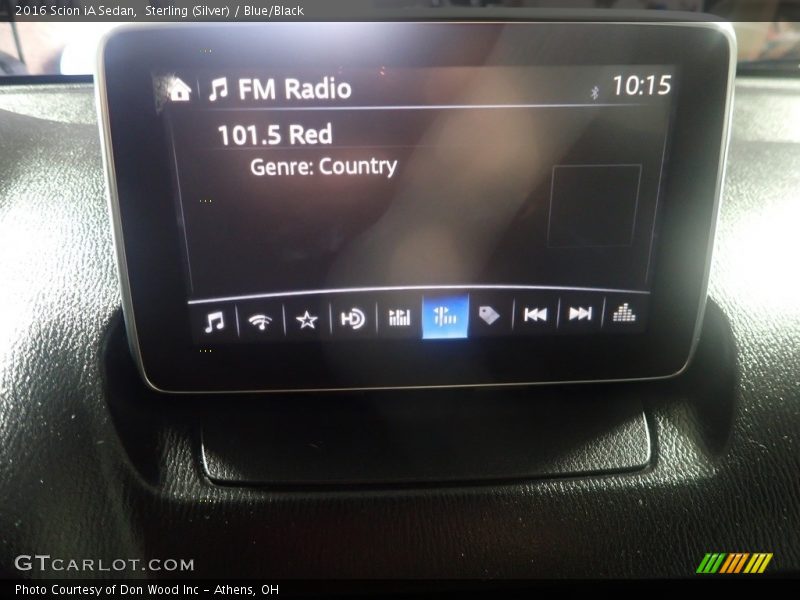 2016 Scion iA Sedan,  Sterling (Silver) / Blue/Black
FM Radio
10:15
101.5 Red
Genre: Country
HD
GTCARLOT.COM
Photo Courtesy of Don Wood Inc – Athens, OH